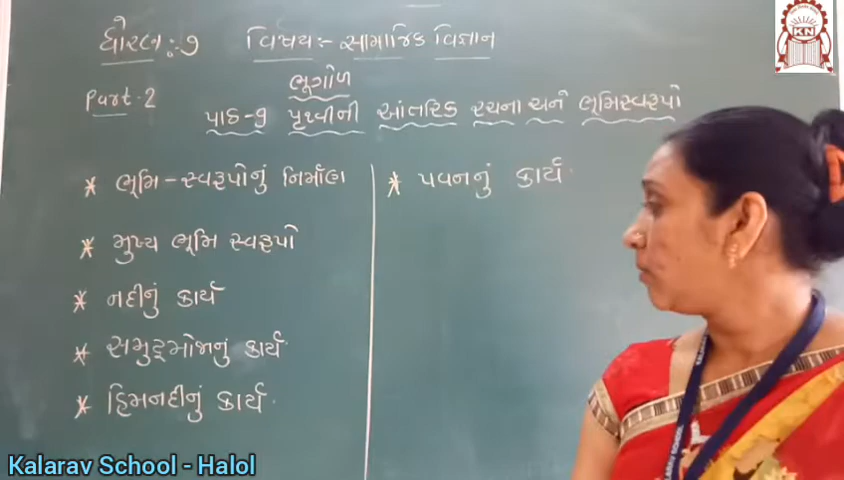 ધોરણ :- ૭ વિષય :- સામાજિક વિજ્ઞાન
Part - 2 ભૂગોળ
પાઠ-૧ પૃથ્વીની આંતરિક રચના અને ભૂમિસ્વરૂપો
* ભૂમિ - સ્વરૂપોનું નિર્માણ
* મુખ્ય ભૂમિ સ્વરૂપો
* નદીનું કાર્ય
* સમુદ્રમોજાનું કાર્ય
* હિમનદીનું કાર્ય
* પવનનું કાર્ય
KN
Kalarav School - Halol